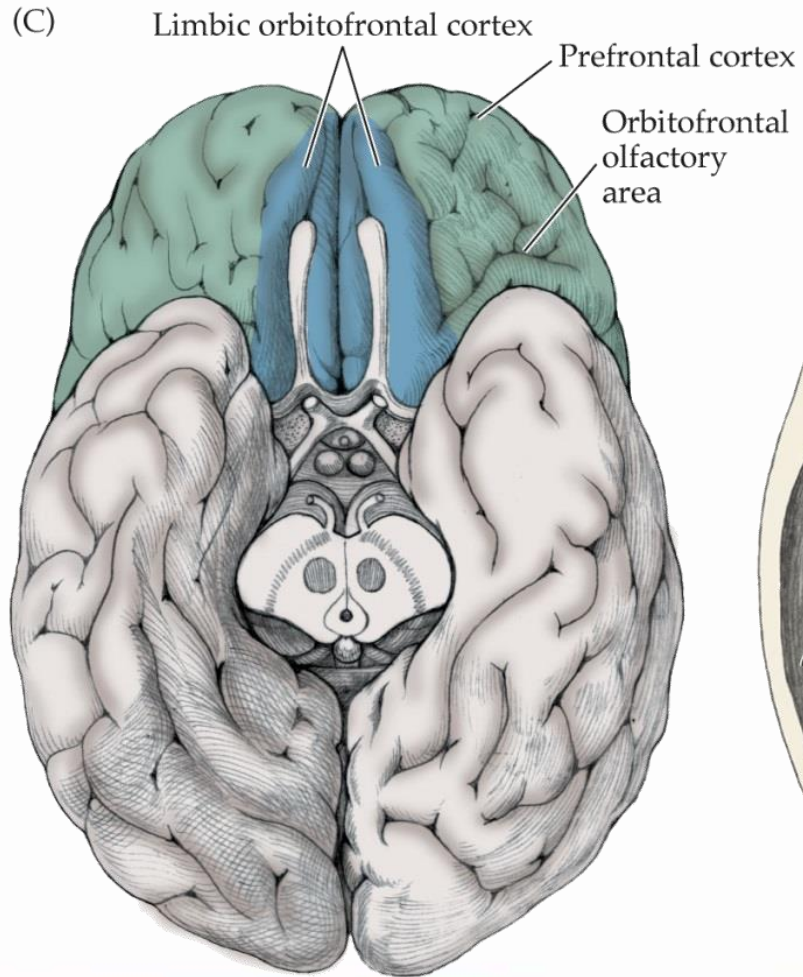 (C)
Limbic orbitofrontal cortex
Prefrontal cortex
Orbitofrontal
olfactory
area